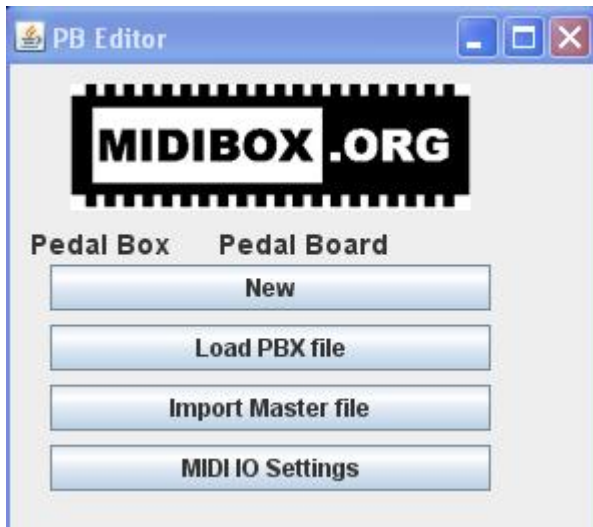 PB Editor
MIDIBOX.ORG
Pedal Box Pedal Board
New
Load PBX file
Import Master file
MIDI IO Settings